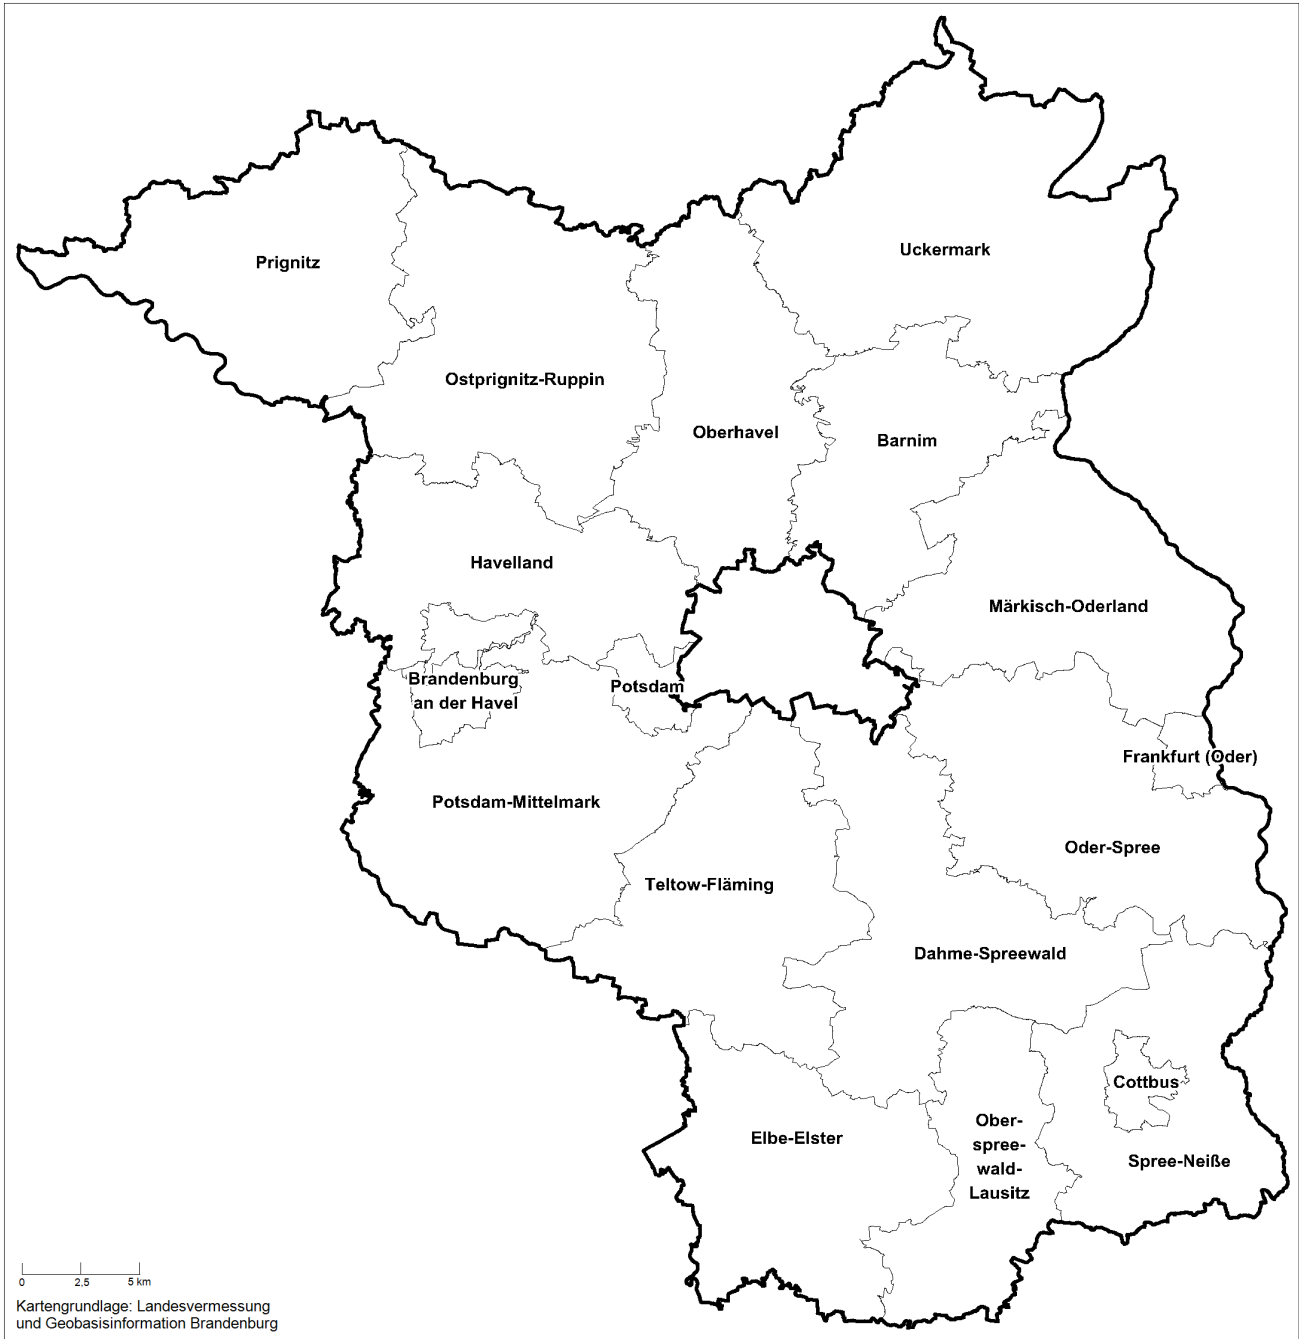 Uckermark
Prignitz
Ostprignitz-Ruppin
Oberhavel
Barnim
Havelland
Märkisch-Oderland
Brandenburg
an der Havel
Potsdam
Frankfurt (Oder)
Potsdam-Mittelmark
Oder-Spree
Teltow-Fläming
Dahme-Spreewald
Cottbus
Ober-
spree-
wald-
Lausitz
Elbe-Elster
Spree-Neiße
0 2,5 5 km
Kartengrundlage: Landesvermessung
und Geobasisinformation Brandenburg